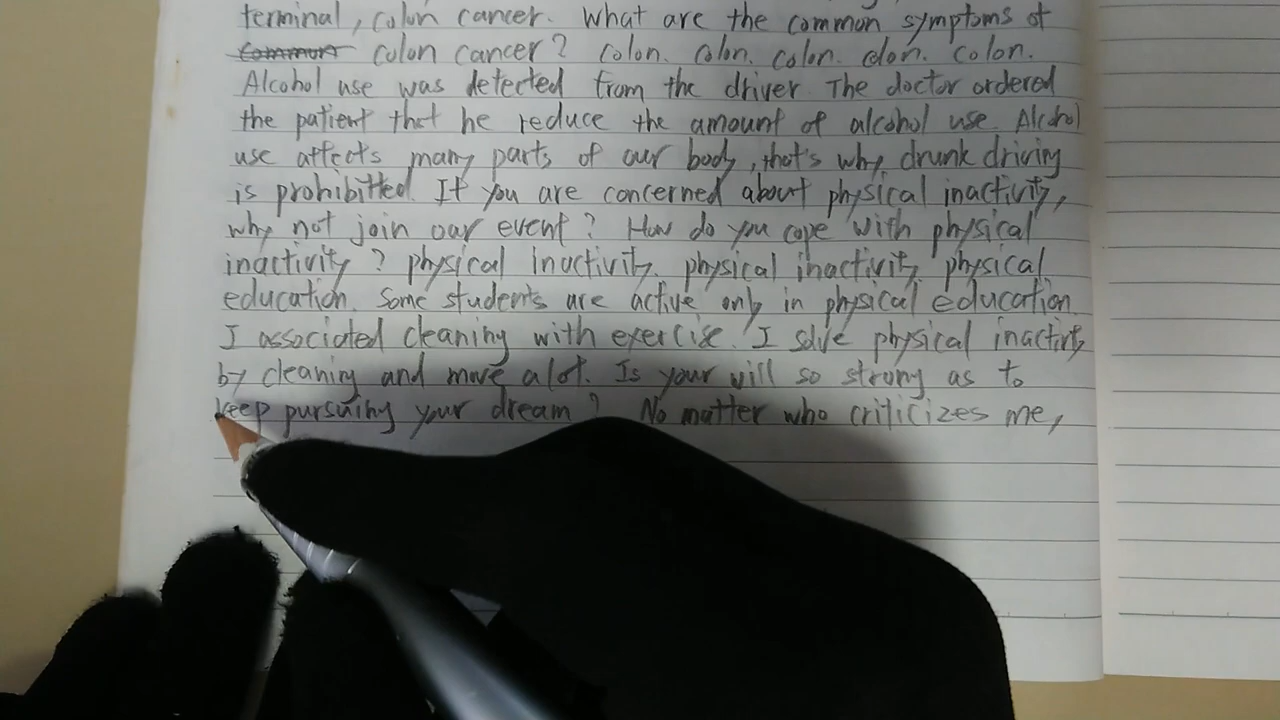 terminal, colon cancer. What are the common symptoms of
common colon cancer? colon. colon. colon. colon. colon.
Alcohol use was detected from the driver. The doctor ordered
the patient that he reduce the amount of alcohol use. Alcohol
use affects many parts of our body, that's why drunk driving
is prohibitted. If you are concerned about physical inactivity,
why not join our event? How do you cope with physical
inactivity? physical inactivity. physical inactivity physical
education. Some students are active only in physical education.
I associated cleaning with exercise. I solve physical inactivity
by cleaning and move alot. Is your will so strong as to
keep pursuing your dream? No matter who criticizes me,